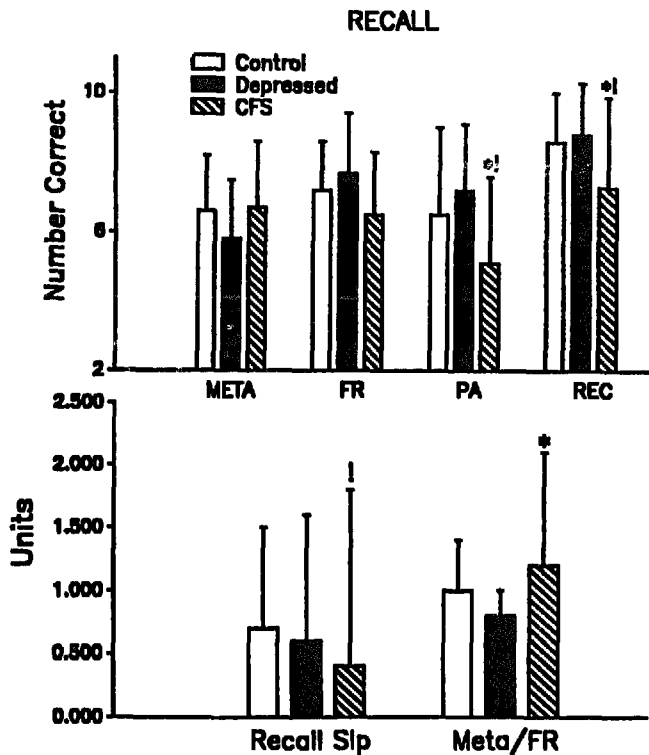 RECALL
Control
Depressed
CFS
Number Correct
10
6
2
*!
*!
META FR PA REC
Units
2.500
2.000
1.500
1.000
0.500
0.000
!
*
Recall Slp Meta/FR